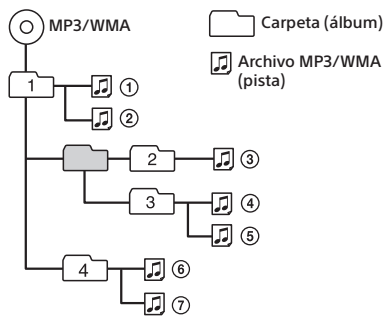 MP3/WMA
Carpeta (álbum)
Archivo MP3/WMA
(pista)
1
①
②
2
③
3
④
⑤
4
⑥
⑦